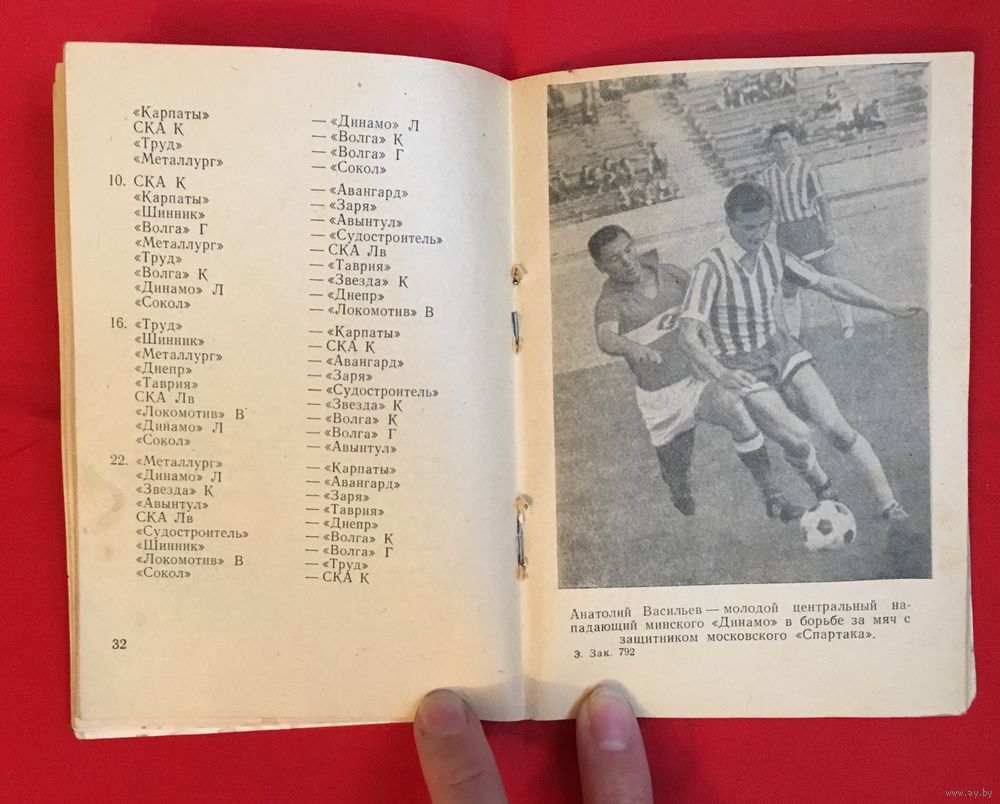 «Карпаты» — «Динамо» Л
СКА К — «Волга» К
«Труд» — «Волга» Г
«Металлург» — «Сокол»
10. СКА К — «Авангард»
«Карпаты» — «Заря»
«Шинник» — «Авынтул»
«Волга» Г — «Судостроитель»
«Металлург» — СКА Лв
«Труд» — «Таврия»
«Волга» К — «Звезда» К
«Динамо» Л — «Днепр»
«Сокол» — «Локомотив» В
16. «Труд» — «Карпаты»
«Шинник» — СКА К
«Металлург» — «Авангард»
«Днепр» — «Заря»
«Таврия» — «Судостроитель»
СКА Лв — «Звезда» К
«Локомотив» В — «Волга» К
«Динамо» Л — «Волга» Г
«Сокол» — «Авынтул»
22. «Металлург» — «Карпаты»
«Динамо» Л — «Авангард»
«Звезда» К — «Заря»
«Авынтул» — «Таврия»
СКА Лв — «Днепр»
«Судостроитель» — «Волга» К
«Шинник» — «Волга» Г
«Локомотив» В — «Труд»
«Сокол» — СКА К
32
Анатолий Васильев — молодой центральный на-
падающий минского «Динамо» в борьбе за мяч с
защитником московского «Спартака».
Э. Зак. 792
www.ay.by